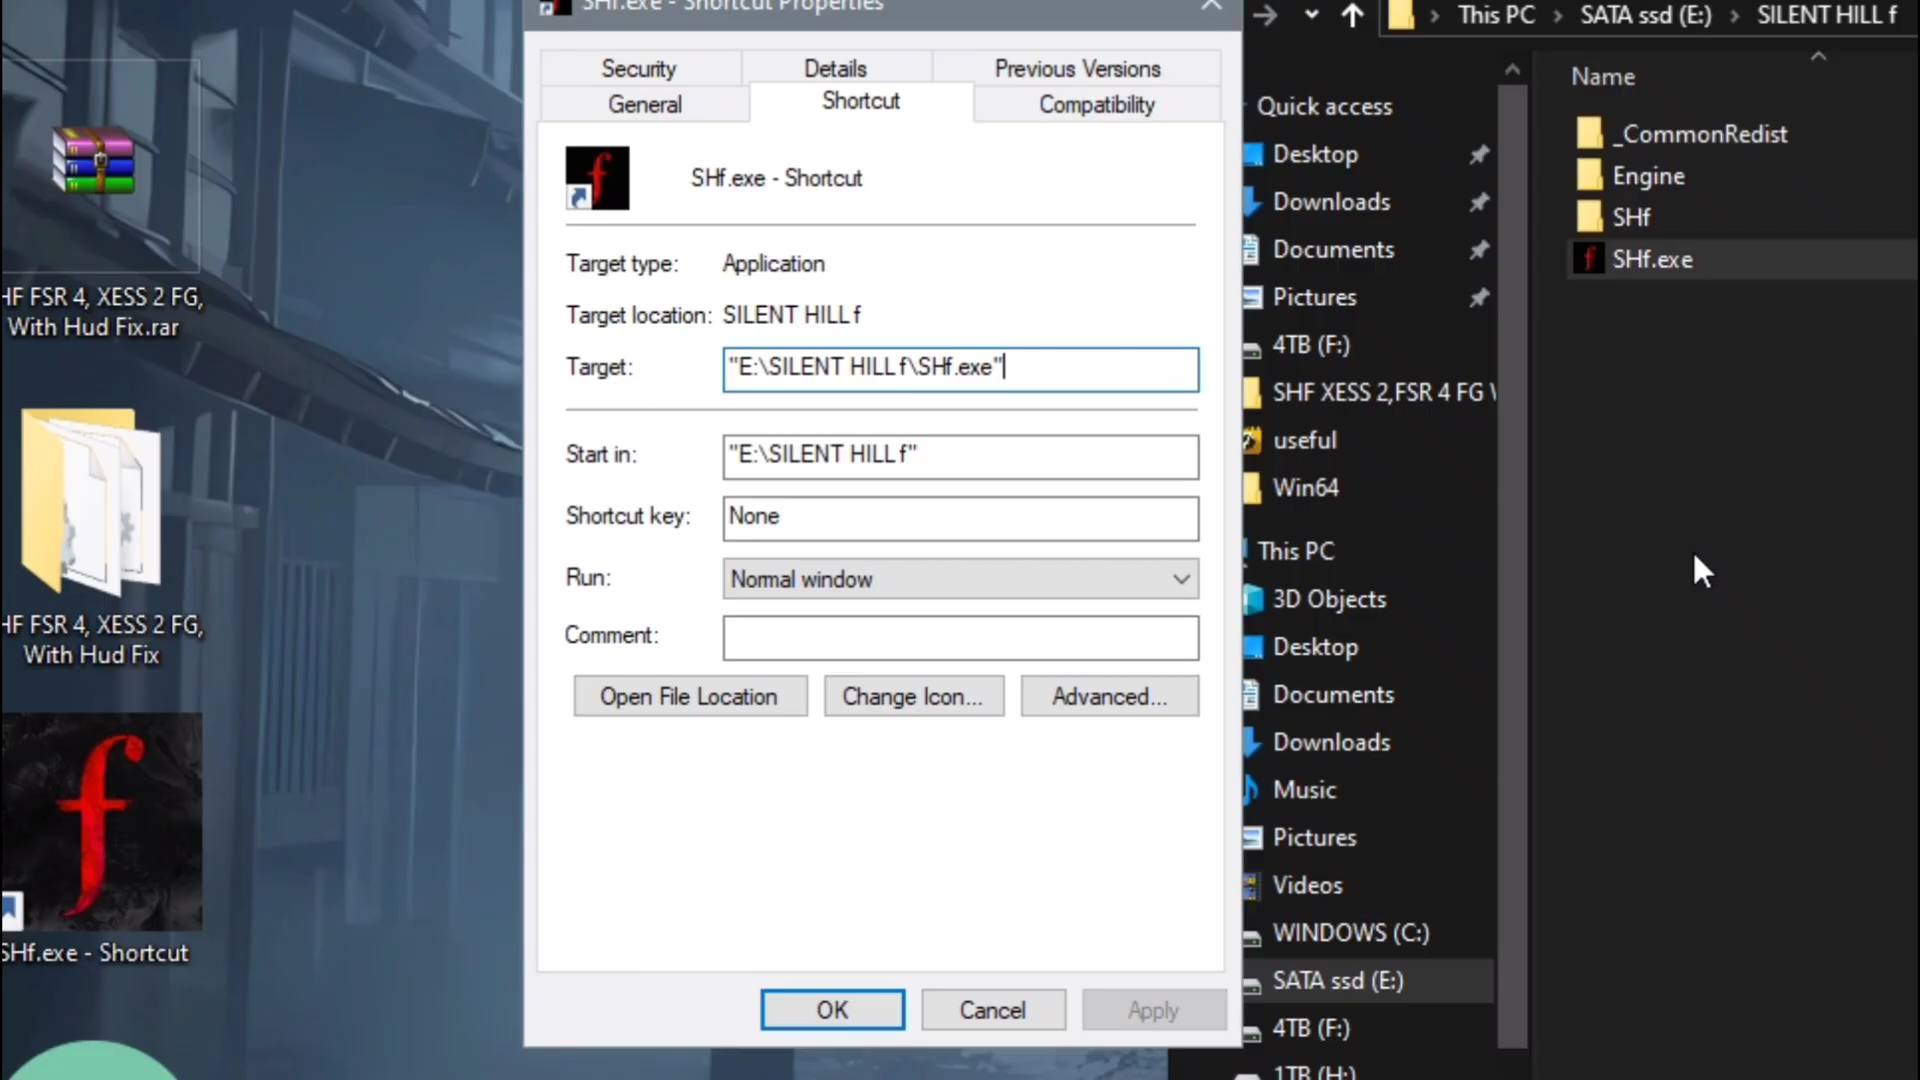 SHf.exe - Shortcut Properties
Security
Details
Previous Versions
General
Shortcut
Compatibility
SHf.exe - Shortcut
Target type:
Application
Target location:
SILENT HILL f
Target:
"E:\SILENT HILL f\SHf.exe"
Start in:
"E:\SILENT HILL f"
Shortcut key:
None
Run:
Normal window
Comment:
Open File Location
Change Icon...
Advanced...
OK
Cancel
Apply
HF FSR 4, XESS 2 FG,
With Hud Fix.rar
HF FSR 4, XESS 2 FG,
With Hud Fix
SHf.exe - Shortcut
This PC
SATA ssd (E:)
SILENT HILL f
Quick access
Desktop
Downloads
Documents
Pictures
4TB (F:)
SHF XESS 2,FSR 4 FG
useful
Win64
This PC
3D Objects
Desktop
Documents
Downloads
Music
Pictures
Videos
WINDOWS (C:)
SATA ssd (E:)
4TB (F:)
1TB (H:)
Name
_CommonRedist
Engine
SHf
SHf.exe